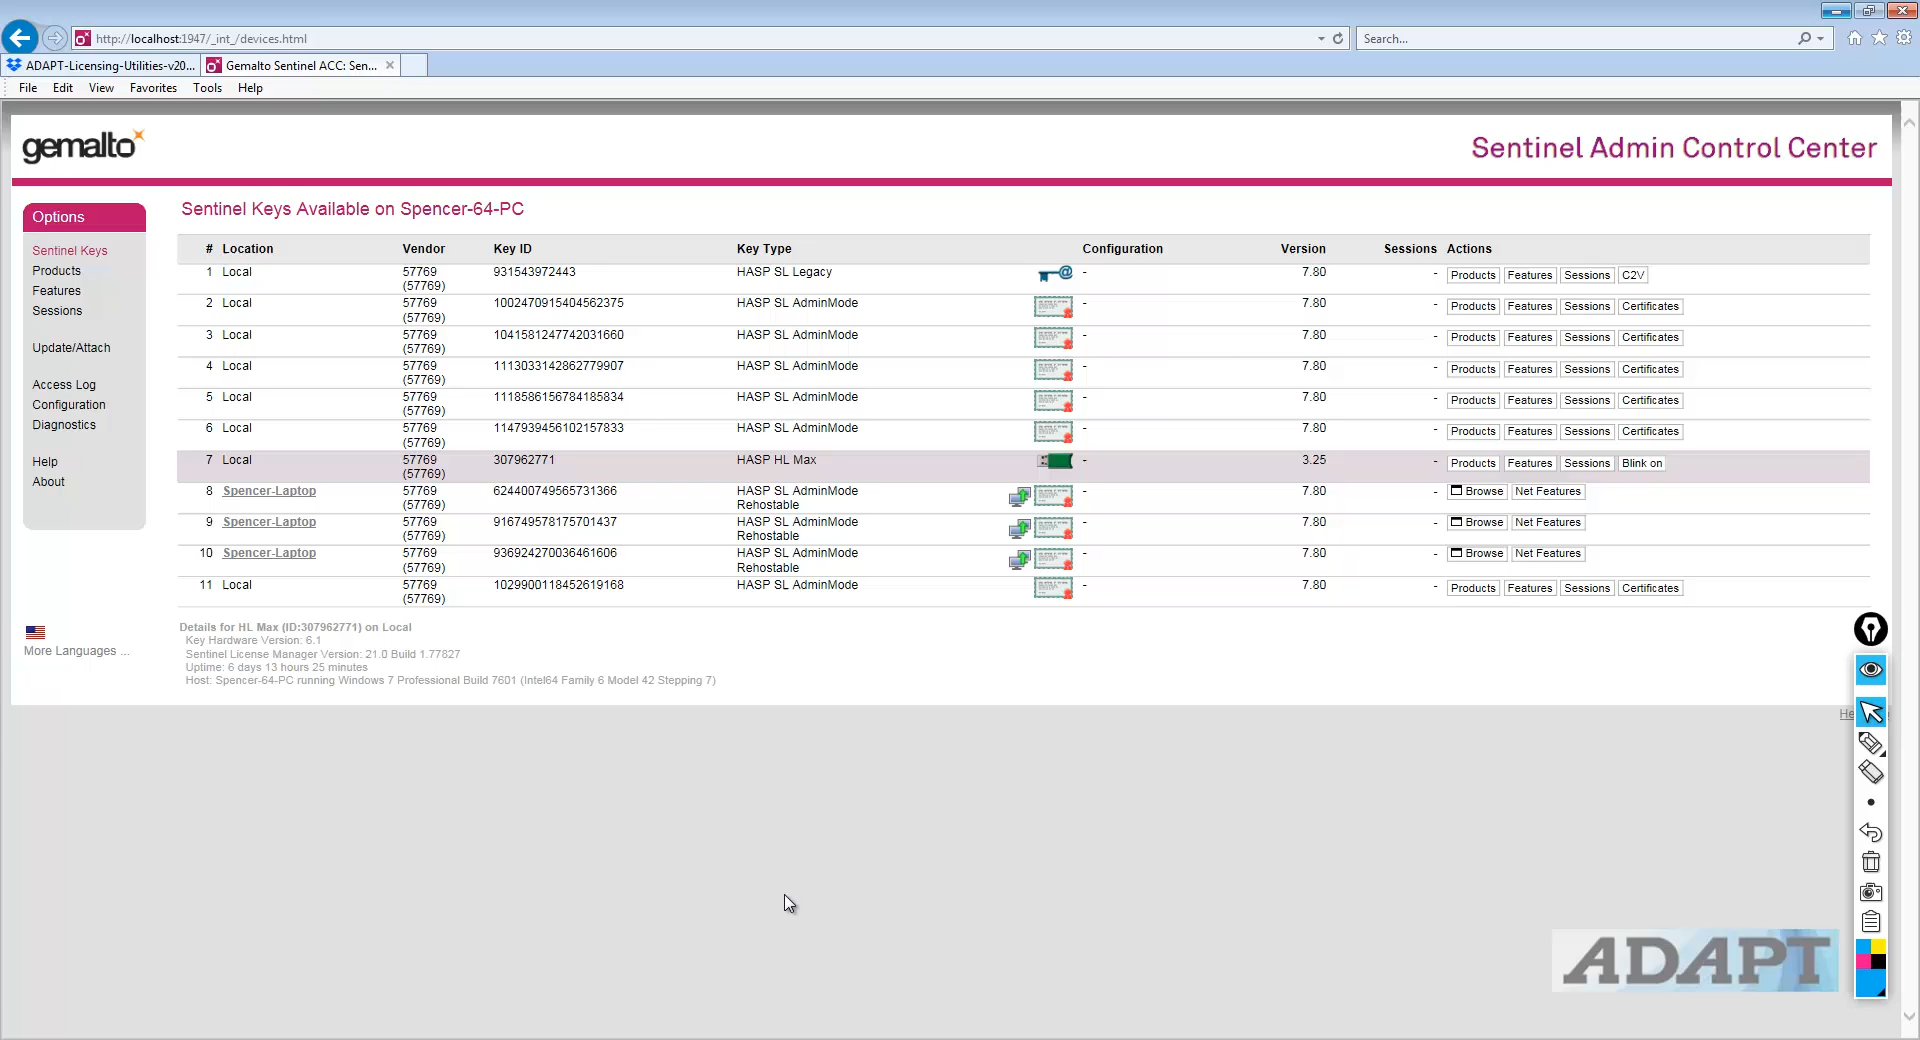 http://localhost:1947/_int_/devices.html
Search...
ADAPT-Licensing-Utilities-v20...
Gemalto Sentinel ACC: Sen...
File Edit View Favorites Tools Help
gemalto
Sentinel Admin Control Center
Options
Sentinel Keys
Products
Features
Sessions
Update/Attach
Access Log
Configuration
Diagnostics
Help
About
More Languages ...
Sentinel Keys Available on Spencer-64-PC
# Location Vendor Key ID Key Type Configuration Version Sessions Actions
1 Local 57769 931543972443 HASP SL Legacy - 7.80 - Products Features Sessions C2V
(57769)
2 Local 57769 1002470915404562375 HASP SL AdminMode - 7.80 - Products Features Sessions Certificates
(57769)
3 Local 57769 1041581247742031660 HASP SL AdminMode - 7.80 - Products Features Sessions Certificates
(57769)
4 Local 57769 1113033142862779907 HASP SL AdminMode - 7.80 - Products Features Sessions Certificates
(57769)
5 Local 57769 1118586156784185834 HASP SL AdminMode - 7.80 - Products Features Sessions Certificates
(57769)
6 Local 57769 1147939456102157833 HASP SL AdminMode - 7.80 - Products Features Sessions Certificates
(57769)
7 Local 57769 307962771 HASP HL Max - 3.25 - Products Features Sessions Blink on
(57769)
8 Spencer-Laptop 57769 624400749565731366 HASP SL AdminMode - 7.80 - Browse Net Features
(57769) Rehostable
9 Spencer-Laptop 57769 916749578175701437 HASP SL AdminMode - 7.80 - Browse Net Features
(57769) Rehostable
10 Spencer-Laptop 57769 936924270036461606 HASP SL AdminMode - 7.80 - Browse Net Features
(57769) Rehostable
11 Local 57769 1029900118452619168 HASP SL AdminMode - 7.80 - Products Features Sessions Certificates
(57769)
Details for HL Max (ID:307962771) on Local
Key Hardware Version: 6.1
Sentinel License Manager Version: 21.0 Build 1.77827
Uptime: 6 days 13 hours 25 minutes
Host: Spencer-64-PC running Windows 7 Professional Build 7601 (Intel64 Family 6 Model 42 Stepping 7)
ADAPT